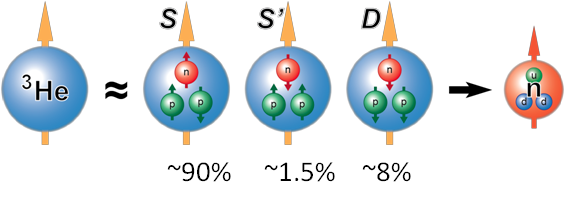 S S' D
³He ≈ n p p n p p n p p u n d d
~90% ~1.5% ~8%